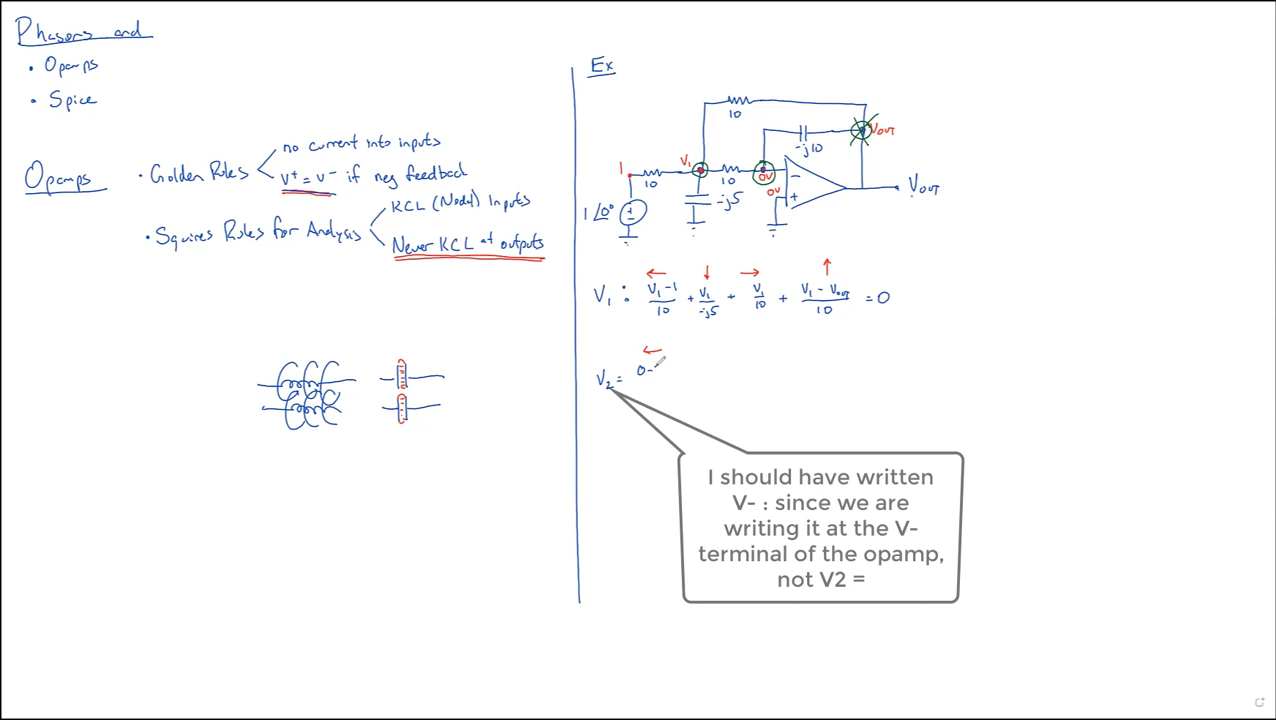 Phasors and
• Opamps
• Spice
Opamps
• Golden Rules
no current into inputs
V⁺ = V⁻ if neg feedback
• Squires Rules for Analysis
KCL (Nodal) Inputs
Never KCL at outputs
Ex
10
-j10
VOUT
1
V₁
10
10
0V
0V
-
+
-j5
1∠0°
+
-
VOUT
V₁ : (V₁-1)/10 + V₁/-j5 + V₁/10 + (V₁-VOUT)/10 = 0
V₂ = 0-
I should have written
V- : since we are
writing it at the V-
terminal of the opamp,
not V2 =